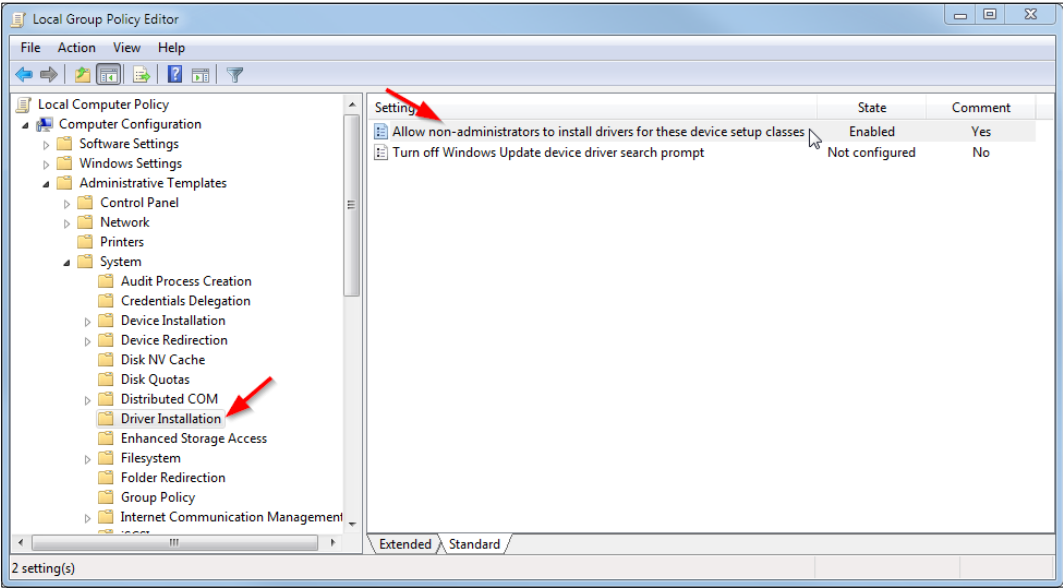 Local Group Policy Editor
File Action View Help
Local Computer Policy
Computer Configuration
Software Settings
Windows Settings
Administrative Templates
Control Panel
Network
Printers
System
Audit Process Creation
Credentials Delegation
Device Installation
Device Redirection
Disk NV Cache
Disk Quotas
Distributed COM
Driver Installation
Enhanced Storage Access
Filesystem
Folder Redirection
Group Policy
Internet Communication Management
Setting State Comment
Allow non-administrators to install drivers for these device setup classes Enabled Yes
Turn off Windows Update device driver search prompt Not configured No
Extended Standard
2 setting(s)